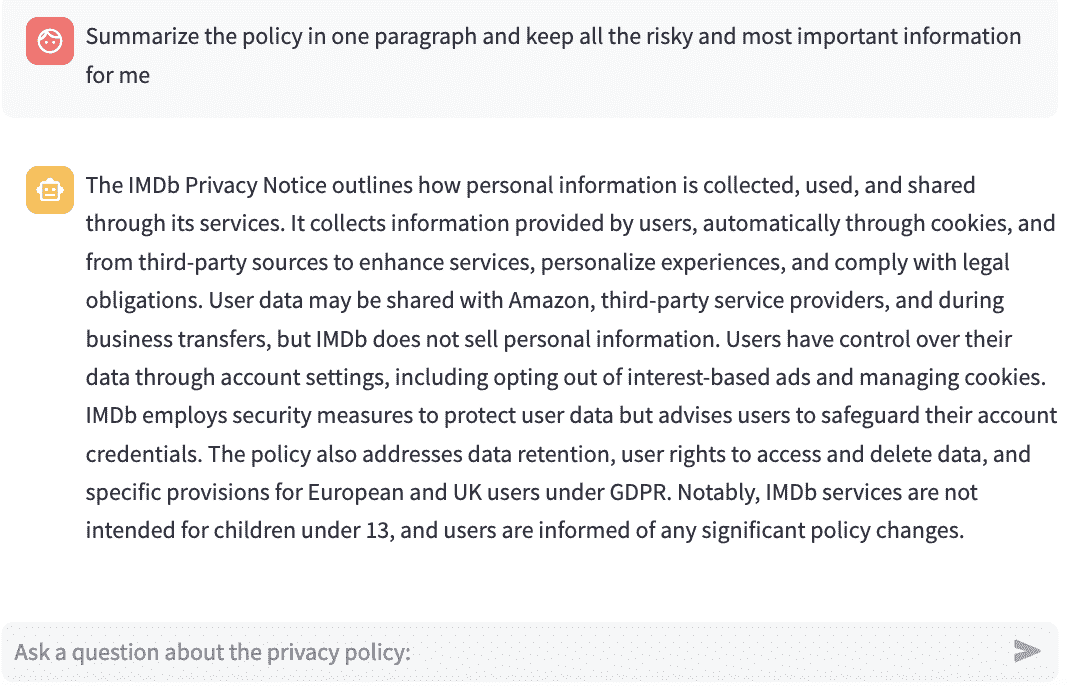 Summarize the policy in one paragraph and keep all the risky and most important information
for me
The IMDb Privacy Notice outlines how personal information is collected, used, and shared
through its services. It collects information provided by users, automatically through cookies, and
from third-party sources to enhance services, personalize experiences, and comply with legal
obligations. User data may be shared with Amazon, third-party service providers, and during
business transfers, but IMDb does not sell personal information. Users have control over their
data through account settings, including opting out of interest-based ads and managing cookies.
IMDb employs security measures to protect user data but advises users to safeguard their account
credentials. The policy also addresses data retention, user rights to access and delete data, and
specific provisions for European and UK users under GDPR. Notably, IMDb services are not
intended for children under 13, and users are informed of any significant policy changes.
Ask a question about the privacy policy: